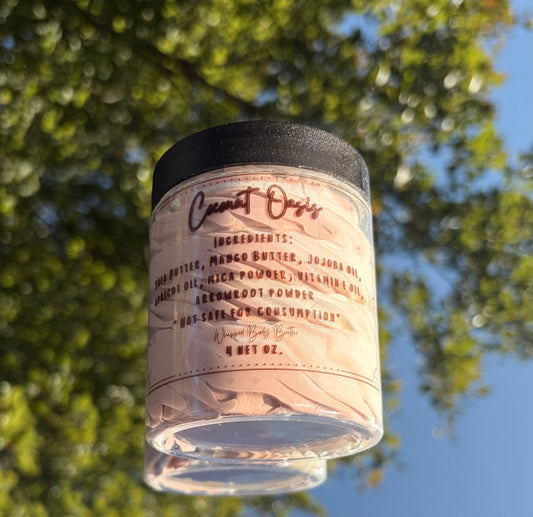 Coconut Oasis
INGREDIENTS:
SHEA BUTTER, MANGO BUTTER, JOJOBA OIL,
APRICOT OIL, MICA POWDER, VITAMIN E OIL,
ARROWROOT POWDER
"NOT SAFE FOR CONSUMPTION"
Whipped Body Butter
4 NET OZ.